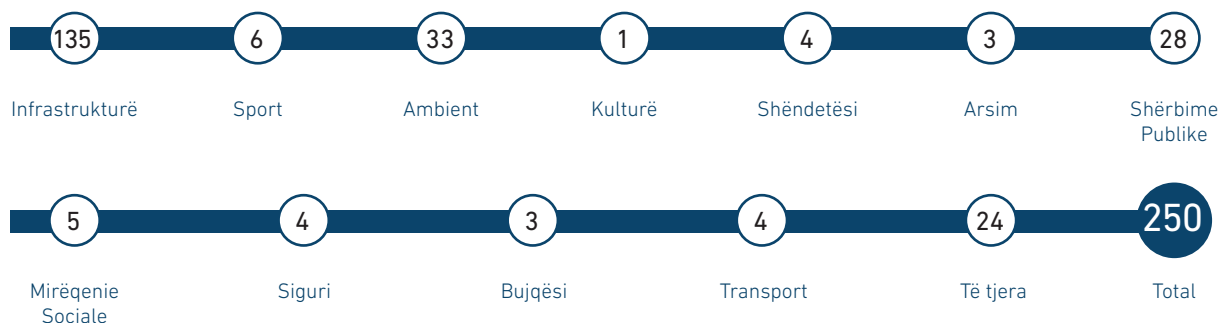 135 6 33 1 4 3 28
Infrastrukturë Sport Ambient Kulturë Shëndetësi Arsim Shërbime
Publike
5 4 3 4 24 250
Mirëqenie Siguri Bujqësi Transport Të tjera Total
Sociale